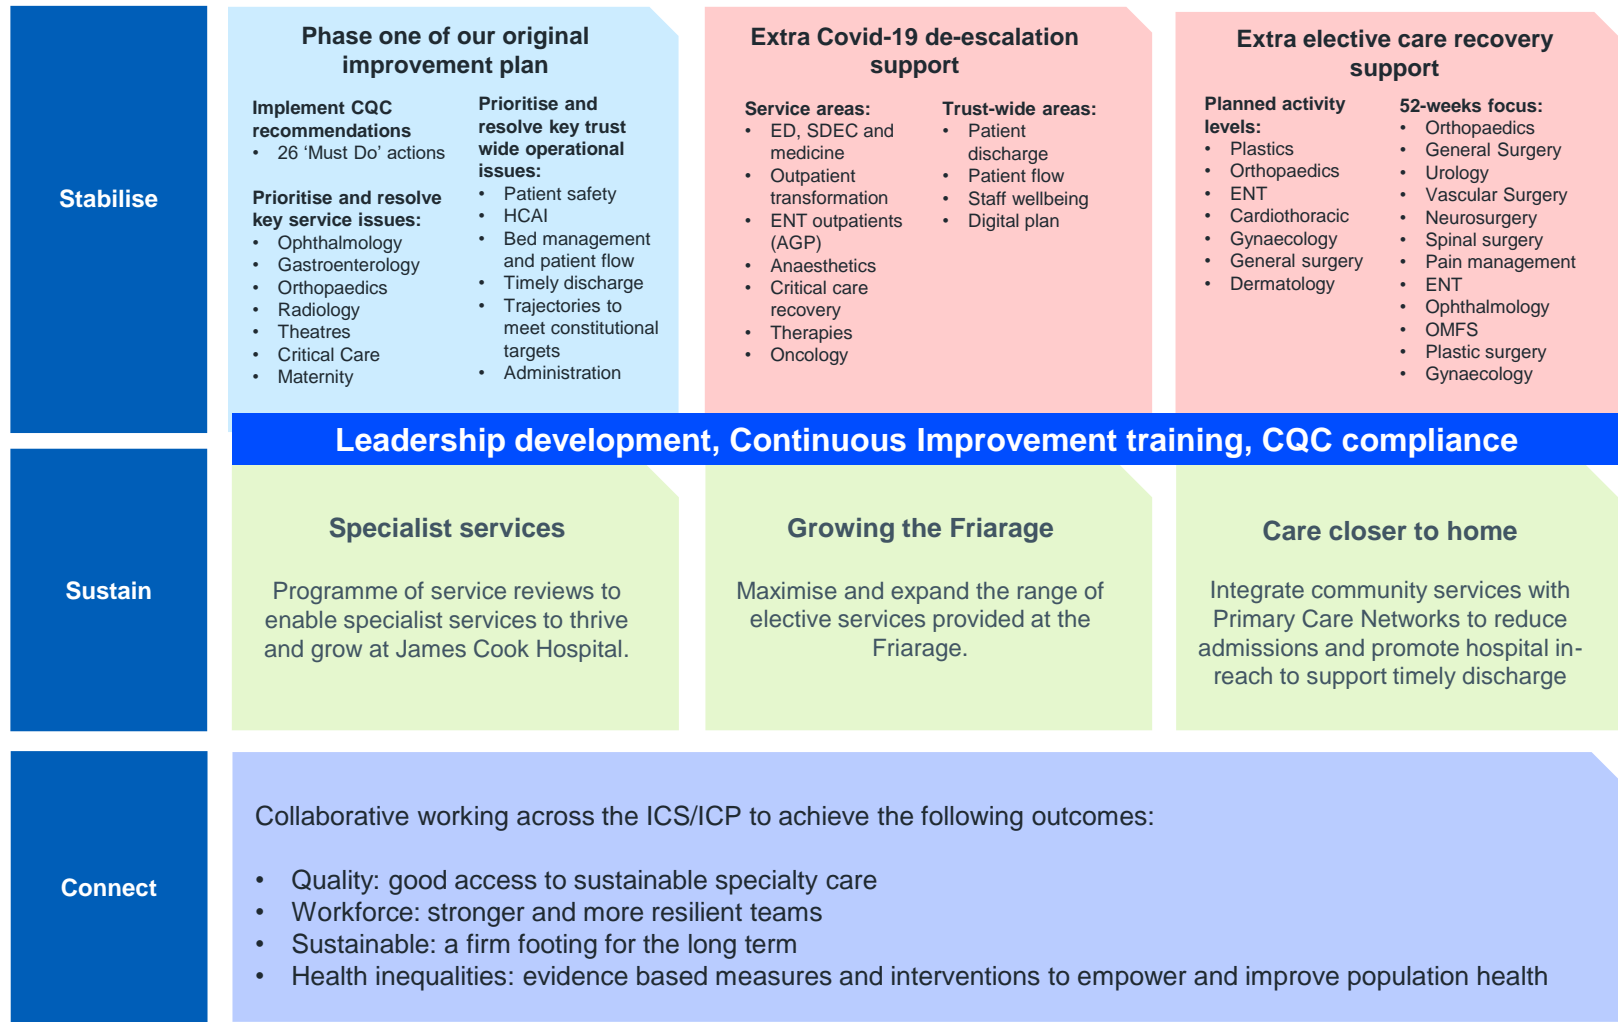 Stabilise
Phase one of our original
improvement plan
Implement CQC
recommendations
• 26 ‘Must Do’ actions
Prioritise and resolve
key service issues:
• Ophthalmology
• Gastroenterology
• Orthopaedics
• Radiology
• Theatres
• Critical Care
• Maternity
Prioritise and
resolve key trust
wide operational
issues:
• Patient safety
• HCAI
• Bed management
and patient flow
• Timely discharge
• Trajectories to
meet constitutional
targets
• Administration
Extra Covid-19 de-escalation
support
Service areas:
• ED, SDEC and
medicine
• Outpatient
transformation
• ENT outpatients
(AGP)
• Anaesthetics
• Critical care
recovery
• Therapies
• Oncology
Trust-wide areas:
• Patient
discharge
• Patient flow
• Staff wellbeing
• Digital plan
Extra elective care recovery
support
Planned activity
levels:
• Plastics
• Orthopaedics
• ENT
• Cardiothoracic
• Gynaecology
• General surgery
• Dermatology
52-weeks focus:
• Orthopaedics
• General Surgery
• Urology
• Vascular Surgery
• Neurosurgery
• Spinal surgery
• Pain management
• ENT
• Ophthalmology
• OMFS
• Plastic surgery
• Gynaecology
Leadership development, Continuous Improvement training, CQC compliance
Sustain
Specialist services
Programme of service reviews to
enable specialist services to thrive
and grow at James Cook Hospital.
Growing the Friarage
Maximise and expand the range of
elective services provided at the
Friarage.
Care closer to home
Integrate community services with
Primary Care Networks to reduce
admissions and promote hospital in-
reach to support timely discharge
Connect
Collaborative working across the ICS/ICP to achieve the following outcomes:
• Quality: good access to sustainable specialty care
• Workforce: stronger and more resilient teams
• Sustainable: a firm footing for the long term
• Health inequalities: evidence based measures and interventions to empower and improve population health